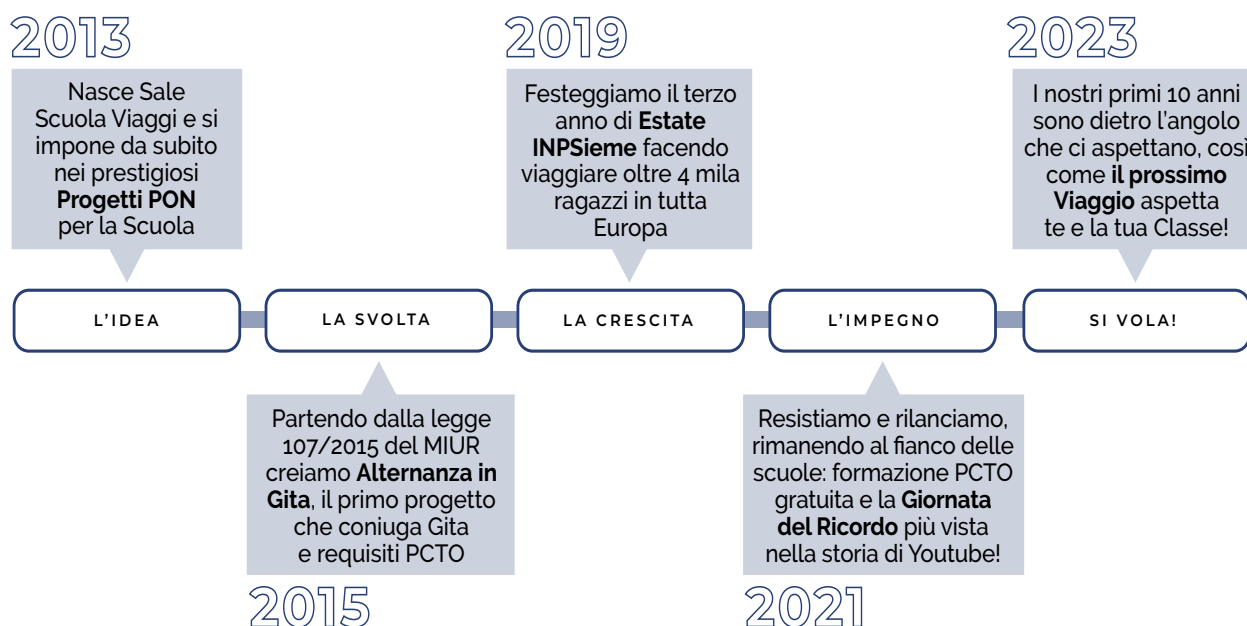 2013
Nasce Sale
Scuola Viaggi e si
impone da subito
nei prestigiosi
Progetti PON
per la Scuola
2019
Festeggiamo il terzo
anno di Estate
INPSieme facendo
viaggiare oltre 4 mila
ragazzi in tutta
Europa
2023
I nostri primi 10 anni
sono dietro l’angolo
che ci aspettano, così
come il prossimo
Viaggio aspetta
te e la tua Classe!
L’IDEA
LA SVOLTA
LA CRESCITA
L’IMPEGNO
SI VOLA!
Partendo dalla legge
107/2015 del MIUR
creiamo Alternanza in
Gita, il primo progetto
che coniuga Gita
e requisiti PCTO
2015
Resistiamo e rilanciamo,
rimanendo al fianco delle
scuole: formazione PCTO
gratuita e la Giornata
del Ricordo più vista
nella storia di Youtube!
2021